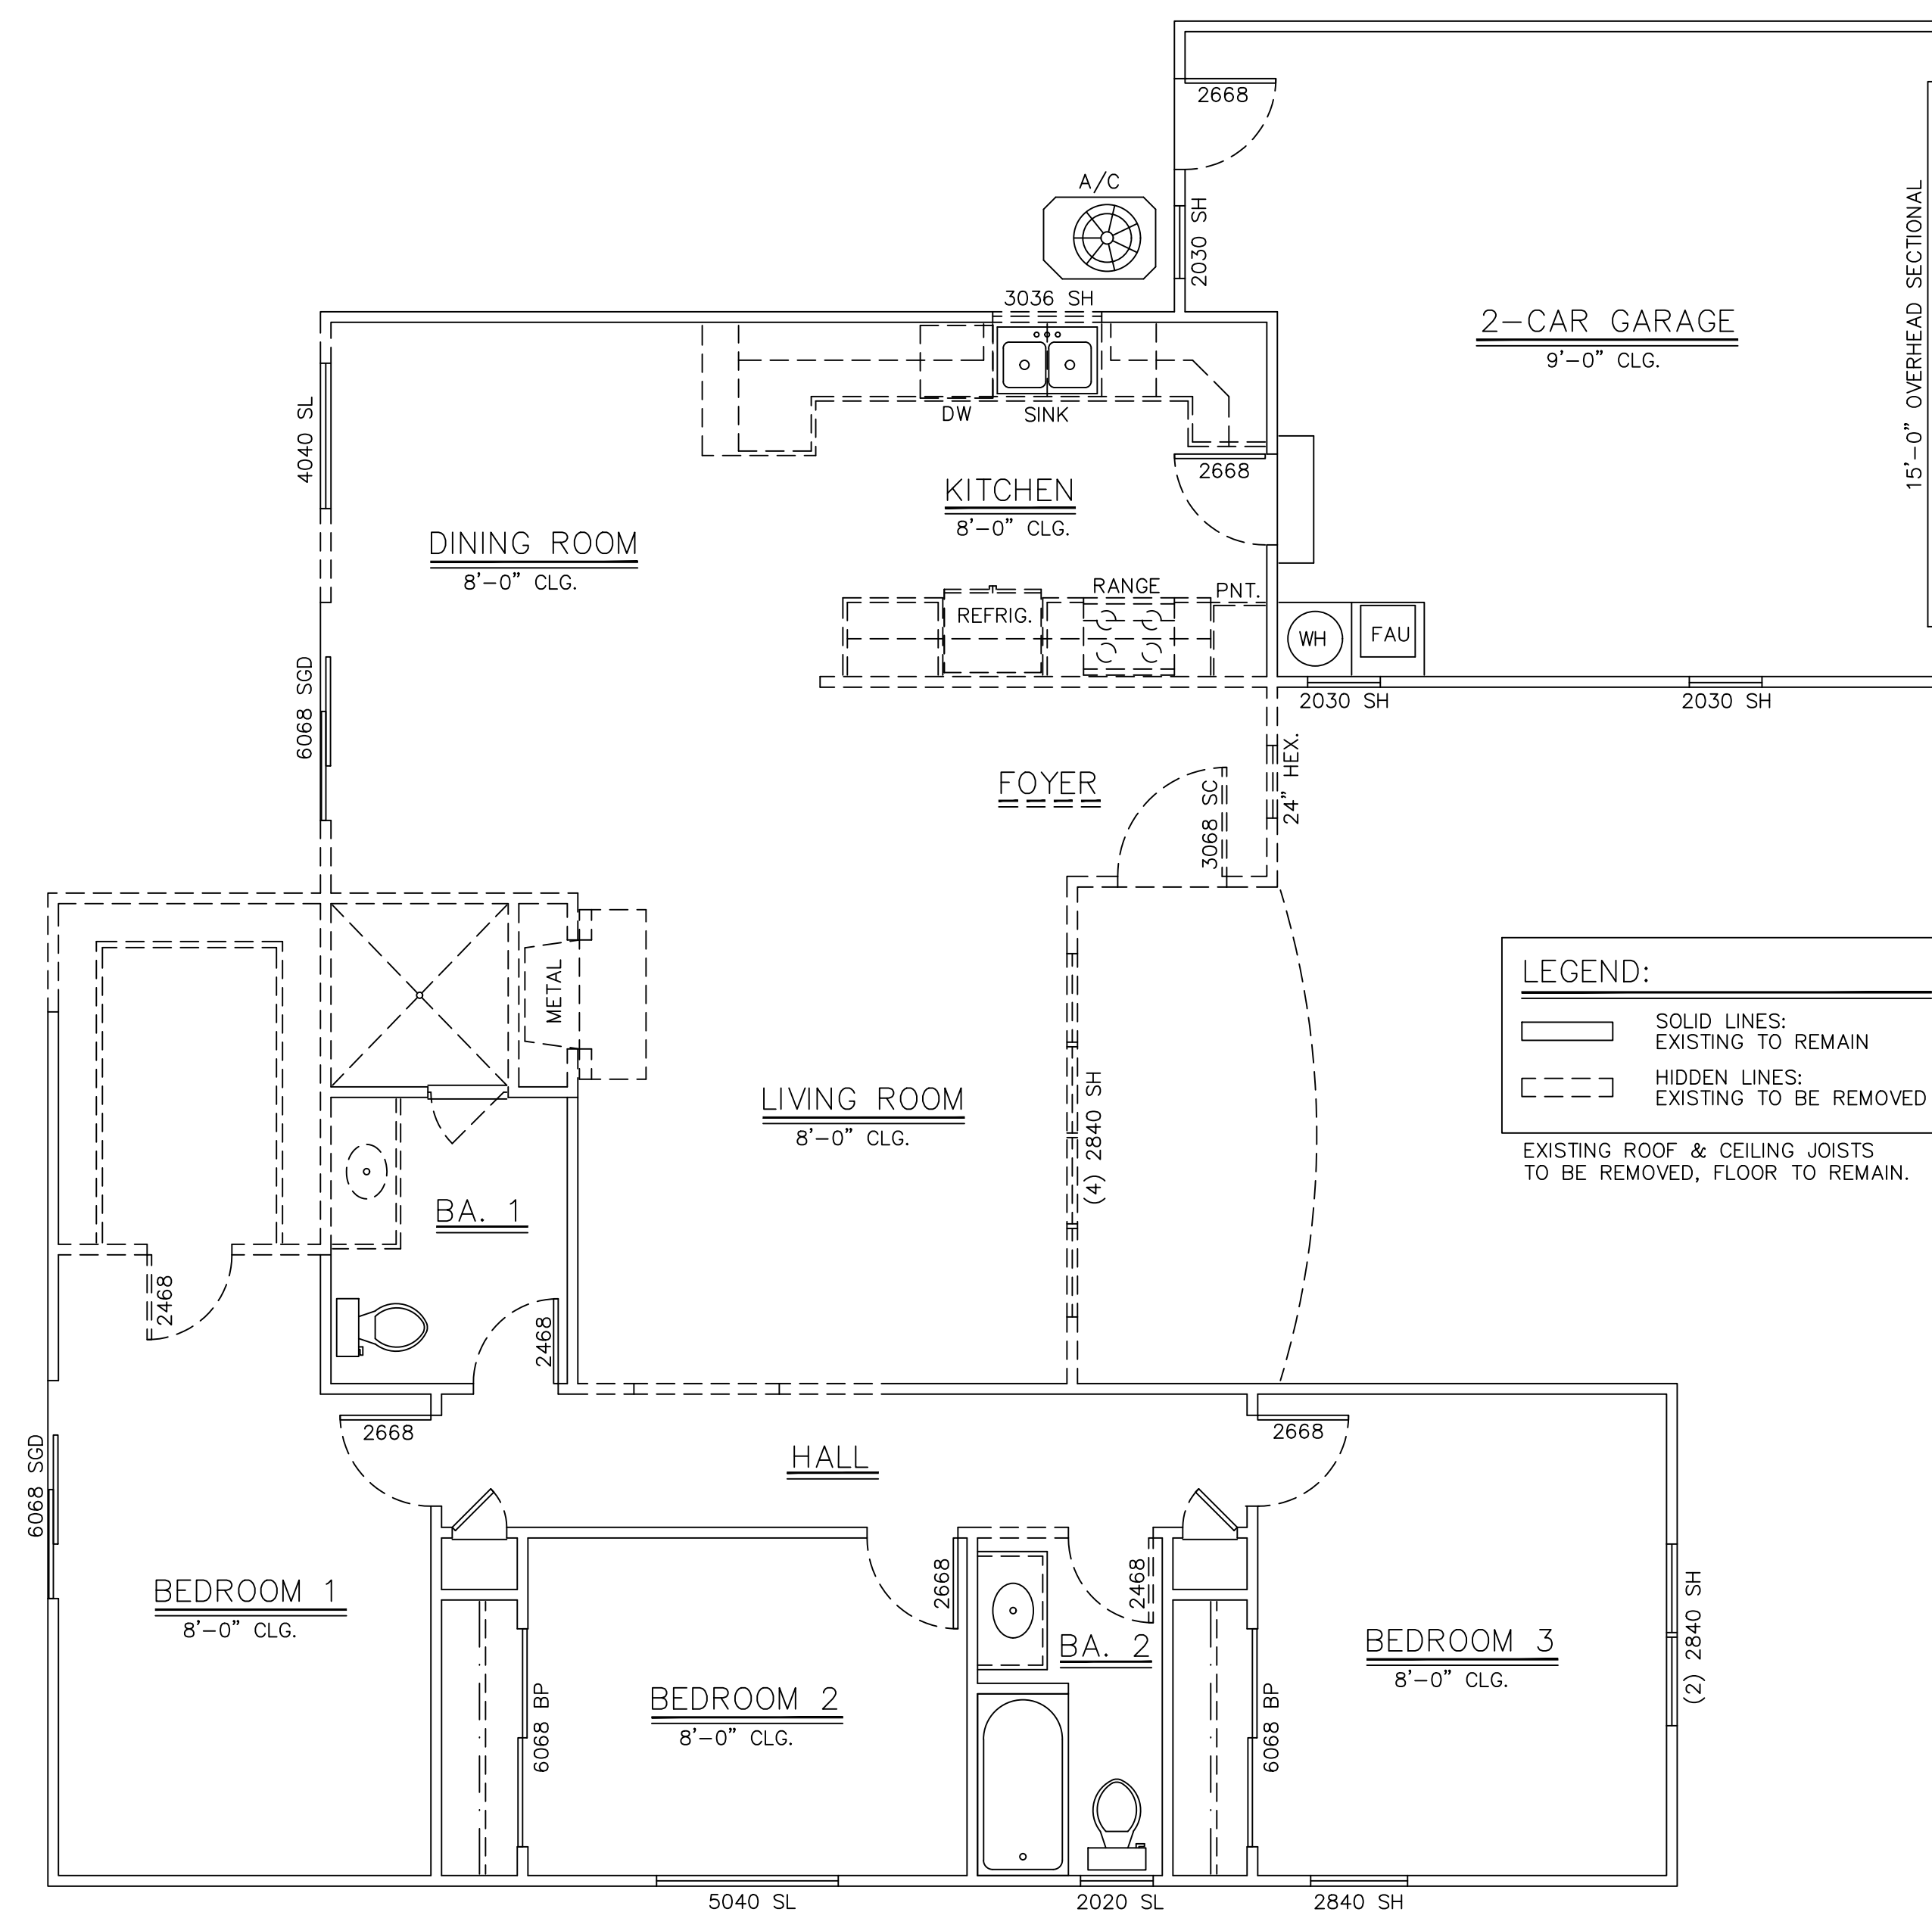 2668
A/C
2030 SH
15'-0" OVERHEAD SECTIONAL
3036 SH
2-CAR GARAGE
9'-0" CLG.
4040 SL
DW
SINK
2668
KITCHEN
8'-0" CLG.
DINING ROOM
8'-0" CLG.
RANGE
PNT.
REFRIG.
WH
FAU
6068 SGD
2030 SH
2030 SH
24" HEX.
FOYER
3068 SC
METAL
LEGEND:
SOLID LINES:
EXISTING TO REMAIN
HIDDEN LINES:
EXISTING TO BE REMOVED
EXISTING ROOF & CEILING JOISTS
TO BE REMOVED, FLOOR TO REMAIN.
LIVING ROOM
8'-0" CLG.
(4) 2840 SH
BA. 1
2468
2468
2668
2668
HALL
6068 SGD
BEDROOM 1
8'-0" CLG.
2668
2468
BA. 2
BEDROOM 3
8'-0" CLG.
(2) 2840 SH
BEDROOM 2
8'-0" CLG.
6068 BP
6068 BP
5040 SL
2020 SL
2840 SH